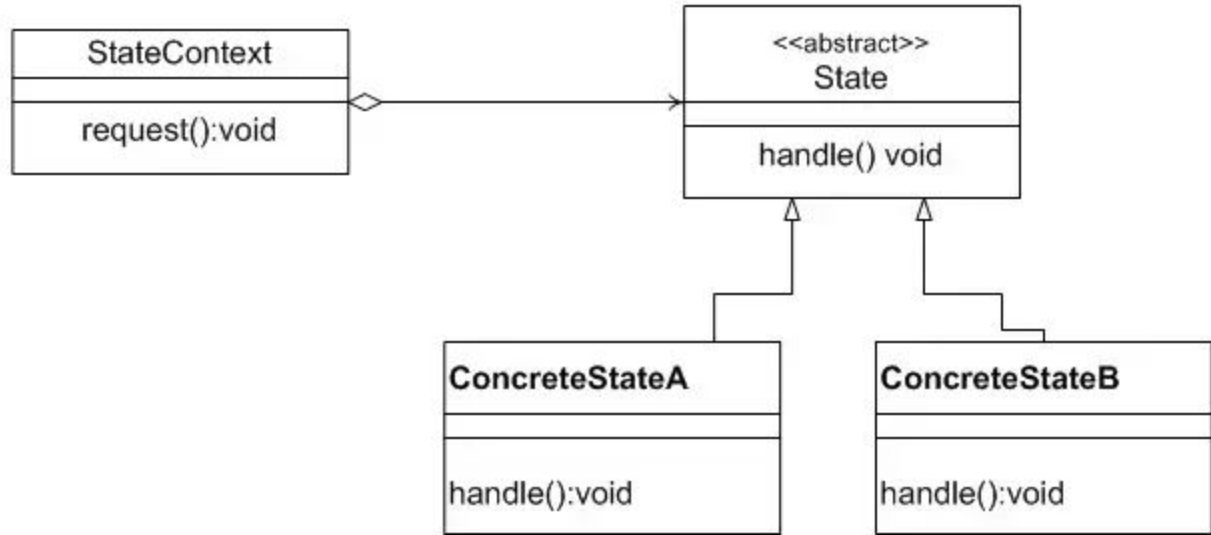 StateContext
request():void
<<abstract>>
State
handle() void
ConcreteStateA
handle():void
ConcreteStateB
handle():void